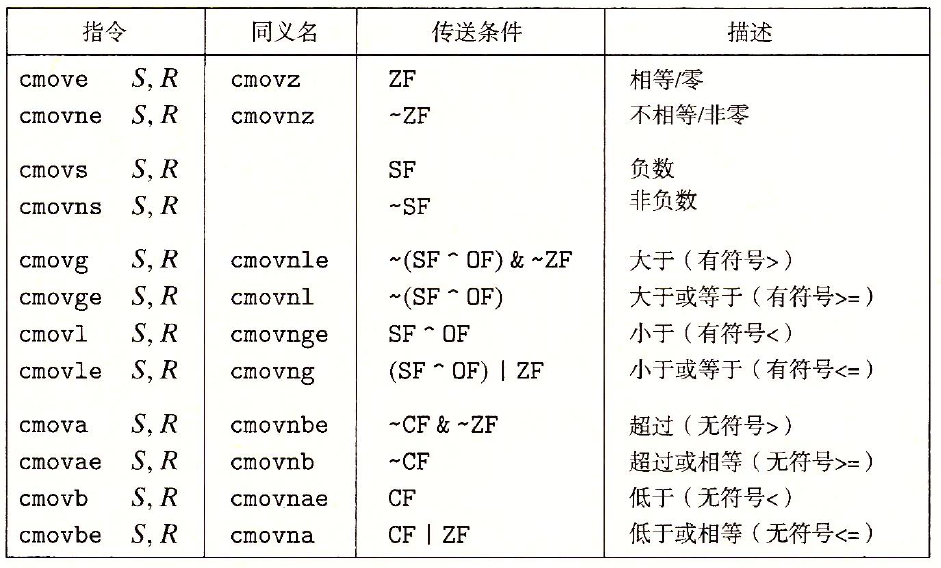 指令 同义名 传送条件 描述
cmove S, R cmovz ZF 相等/零
cmovne S, R cmovnz ~ZF 不相等/非零
cmovs S, R SF 负数
cmovns S, R ~SF 非负数
cmovg S, R cmovnle ~(SF ^ OF) & ~ZF 大于（有符号>）
cmovge S, R cmovnl ~(SF ^ OF) 大于或等于（有符号>=）
cmovl S, R cmovnge SF ^ OF 小于（有符号<）
cmovle S, R cmovng (SF ^ OF) | ZF 小于或等于（有符号<=）
cmova S, R cmovnbe ~CF & ~ZF 超过（无符号>）
cmovae S, R cmovnb ~CF 超过或相等（无符号>=）
cmovb S, R cmovnae CF 低于（无符号<）
cmovbe S, R cmovna CF | ZF 低于或相等（无符号<=）